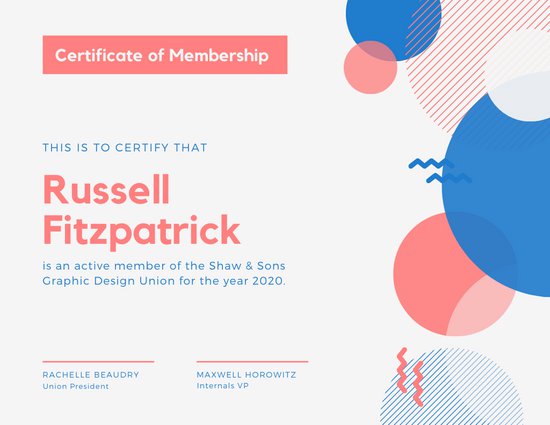 Certificate of Membership
THIS IS TO CERTIFY THAT
Russell
Fitzpatrick
is an active member of the Shaw & Sons
Graphic Design Union for the year 2020.
RACHELLE BEAUDRY
Union President
MAXWELL HOROWITZ
Internals VP